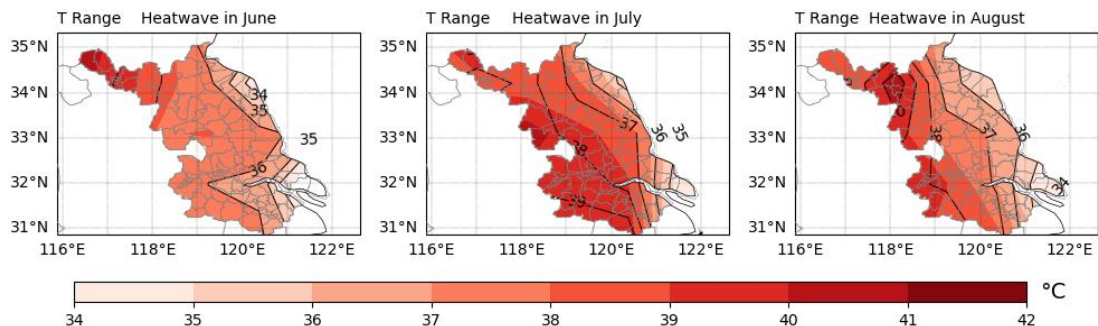 T Range Heatwave in June
T Range Heatwave in July
T Range Heatwave in August
35°N
34°N
33°N
32°N
31°N
34
35
35
36
116°E 118°E 120°E 122°E
35°N
34°N
33°N
32°N
31°N
37
36
35
38
39
116°E 118°E 120°E 122°E
35°N
34°N
33°N
32°N
31°N
38
37
36
34
116°E 118°E 120°E 122°E
34 35 36 37 38 39 40 41 42
°C